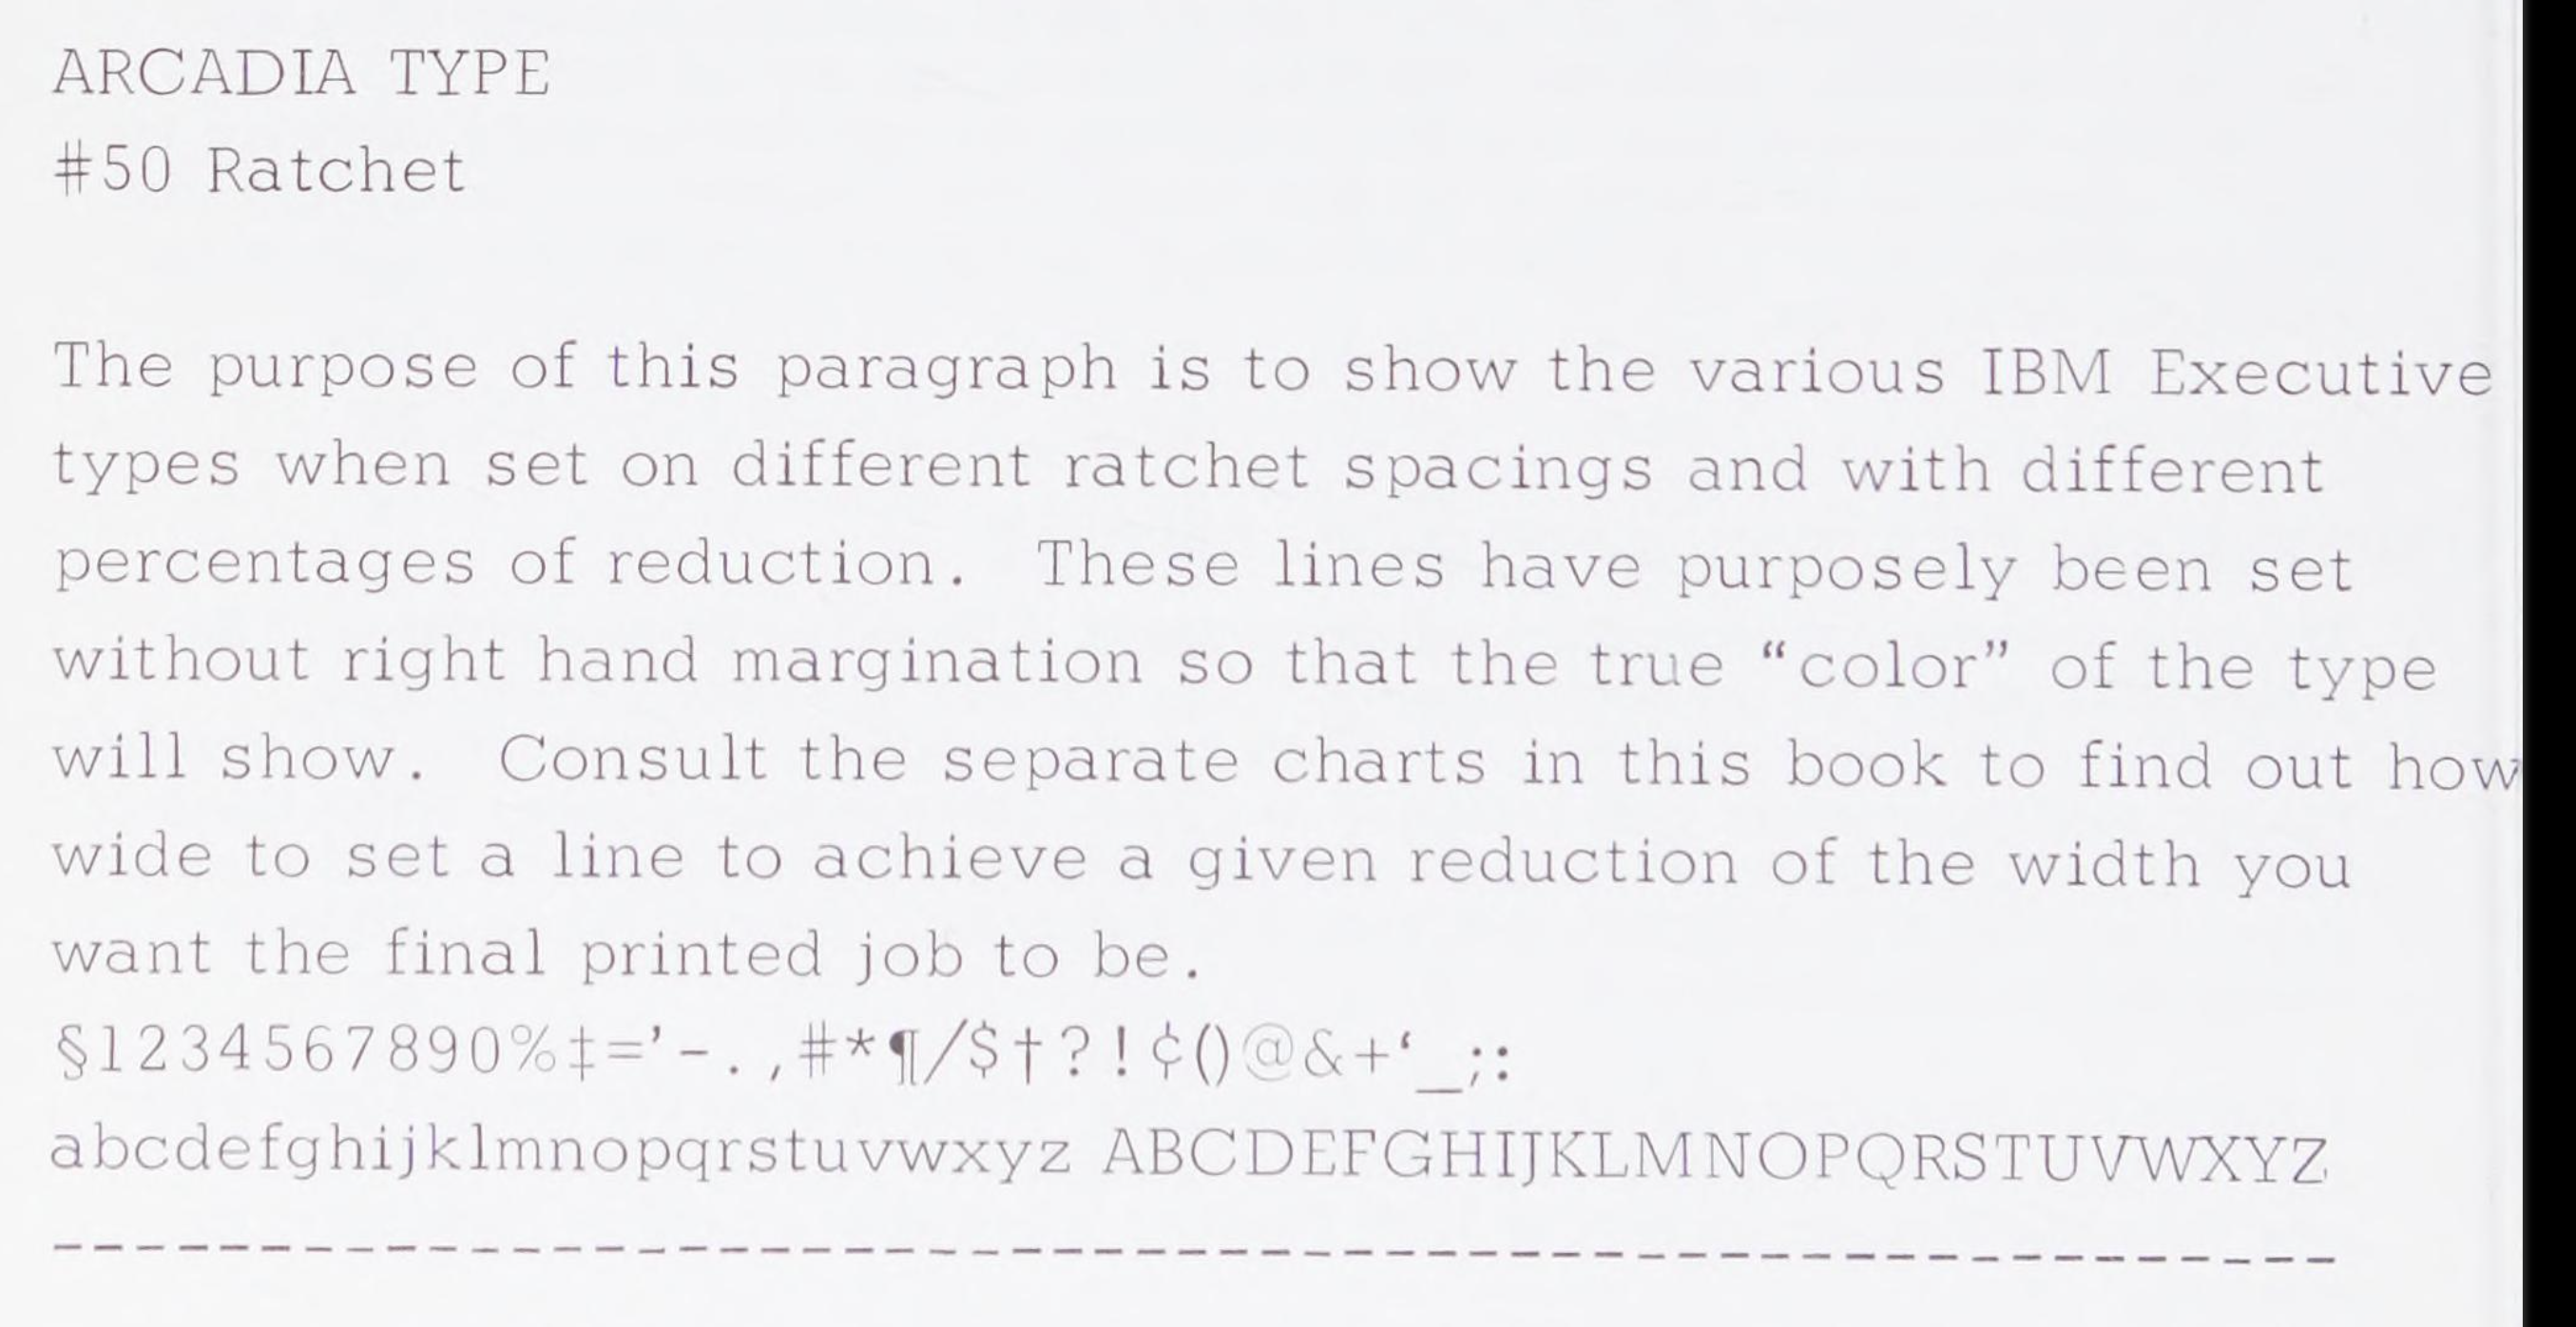 ARCADIA TYPE
#50 Ratchet
The purpose of this paragraph is to show the various IBM Executive
types when set on different ratchet spacings and with different
percentages of reduction.  These lines have purposely been set
without right hand margination so that the true “color” of the type
will show.  Consult the separate charts in this book to find out how
wide to set a line to achieve a given reduction of the width you
want the final printed job to be.
§1234567890%‡=’-.,#*¶/$†?!¢()@&+‘_;:
abcdefghijklmnopqrstuvwxyz ABCDEFGHIJKLMNOPQRSTUVWXYZ
-------------------------------------------------------